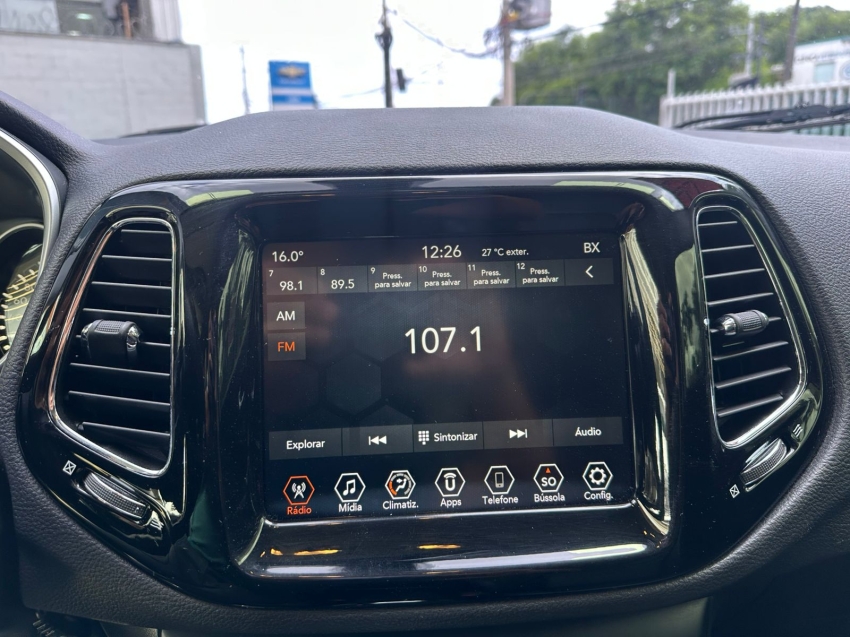 16.0° 12:26 27 °C exter. BX
7 98.1
8 89.5
9 Press. para salvar
10 Press. para salvar
11 Press. para salvar
12 Press. para salvar
AM
FM
107.1
Explorar Sintonizar Áudio
SO
Rádio Mídia Climatiz. Apps Telefone Bússola Config.